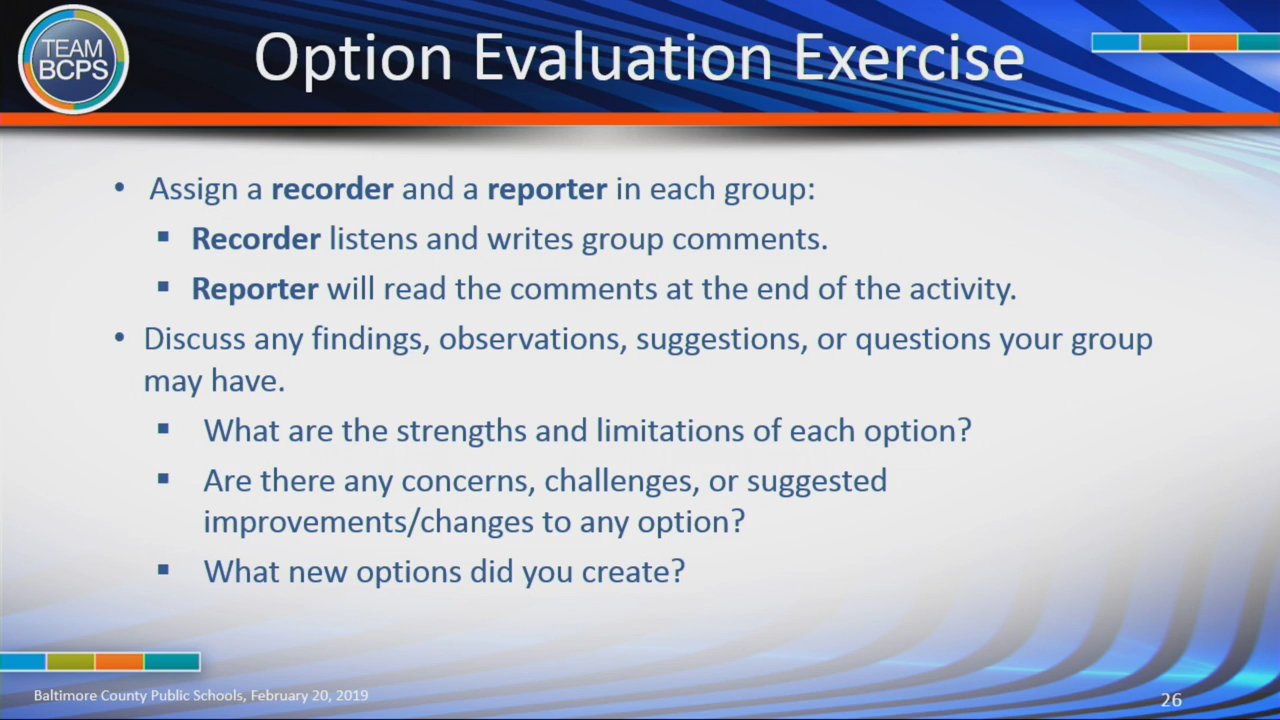 TEAM
BCPS
Option Evaluation Exercise
• Assign a recorder and a reporter in each group:
▪ Recorder listens and writes group comments.
▪ Reporter will read the comments at the end of the activity.
• Discuss any findings, observations, suggestions, or questions your group
may have.
▪ What are the strengths and limitations of each option?
▪ Are there any concerns, challenges, or suggested
improvements/changes to any option?
▪ What new options did you create?
Baltimore County Public Schools, February 20, 2019
26